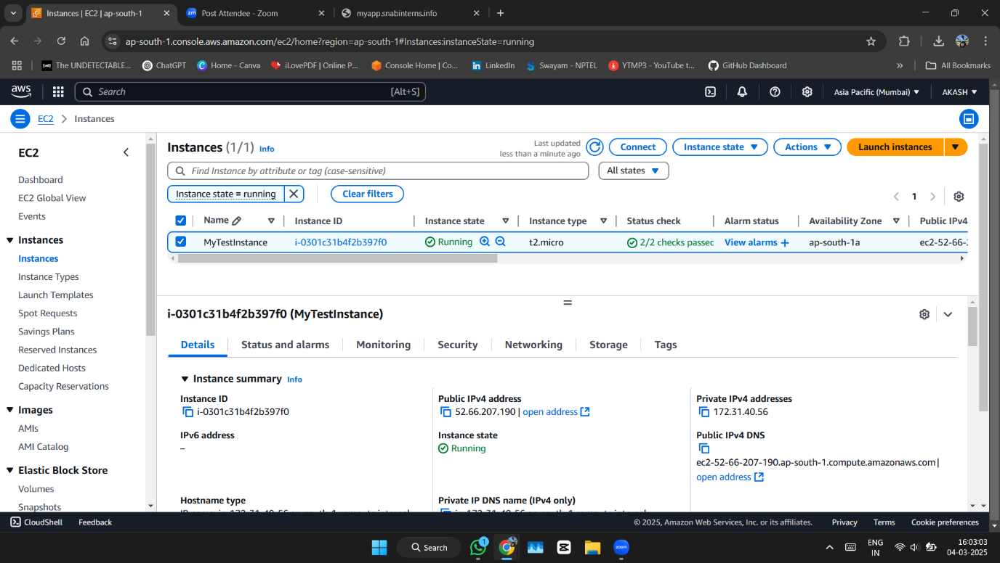 Instances | EC2 | ap-south-1
zm Post Attendee - Zoom
myapp.snabinterns.info
ap-south-1.console.aws.amazon.com/ec2/home?region=ap-south-1#Instances:instanceState=running
The UNDETECTABLE...
ChatGPT
Home - Canva
iLovePDF | Online P...
Console Home | Co...
LinkedIn
Swayam - NPTEL
YTMP3 - YouTube t...
GitHub Dashboard
»
All Bookmarks
aws
Search [Alt+S]
Asia Pacific (Mumbai) ▼
AKASH ▼
EC2 > Instances
EC2
Dashboard
EC2 Global View
Events
Instances
Instances
Instance Types
Launch Templates
Spot Requests
Savings Plans
Reserved Instances
Dedicated Hosts
Capacity Reservations
Images
AMIs
AMI Catalog
Elastic Block Store
Volumes
Snapshots
Instances (1/1) Info
Last updated
less than a minute ago
Connect
Instance state
Actions
Launch instances
Find Instance by attribute or tag (case-sensitive)
All states
Instance state = running
Clear filters
1
Name Instance ID Instance state Instance type Status check Alarm status Availability Zone Public IPv4
MyTestInstance i-0301c31b4f2b397f0 Running t2.micro 2/2 checks passec View alarms + ap-south-1a ec2-52-66-
i-0301c31b4f2b397f0 (MyTestInstance)
Details Status and alarms Monitoring Security Networking Storage Tags
Instance summary Info
Instance ID
i-0301c31b4f2b397f0
Public IPv4 address
52.66.207.190 | open address
Private IPv4 addresses
172.31.40.56
IPv6 address
–
Instance state
Running
Public IPv4 DNS
ec2-52-66-207-190.ap-south-1.compute.amazonaws.com |
open address
Hostname type
Private IP DNS name (IPv4 only)
CloudShell Feedback
© 2025, Amazon Web Services, Inc. or its affiliates. Privacy Terms Cookie preferences
Search
1
zoom
ENG
IN
16:03:03
04-03-2025